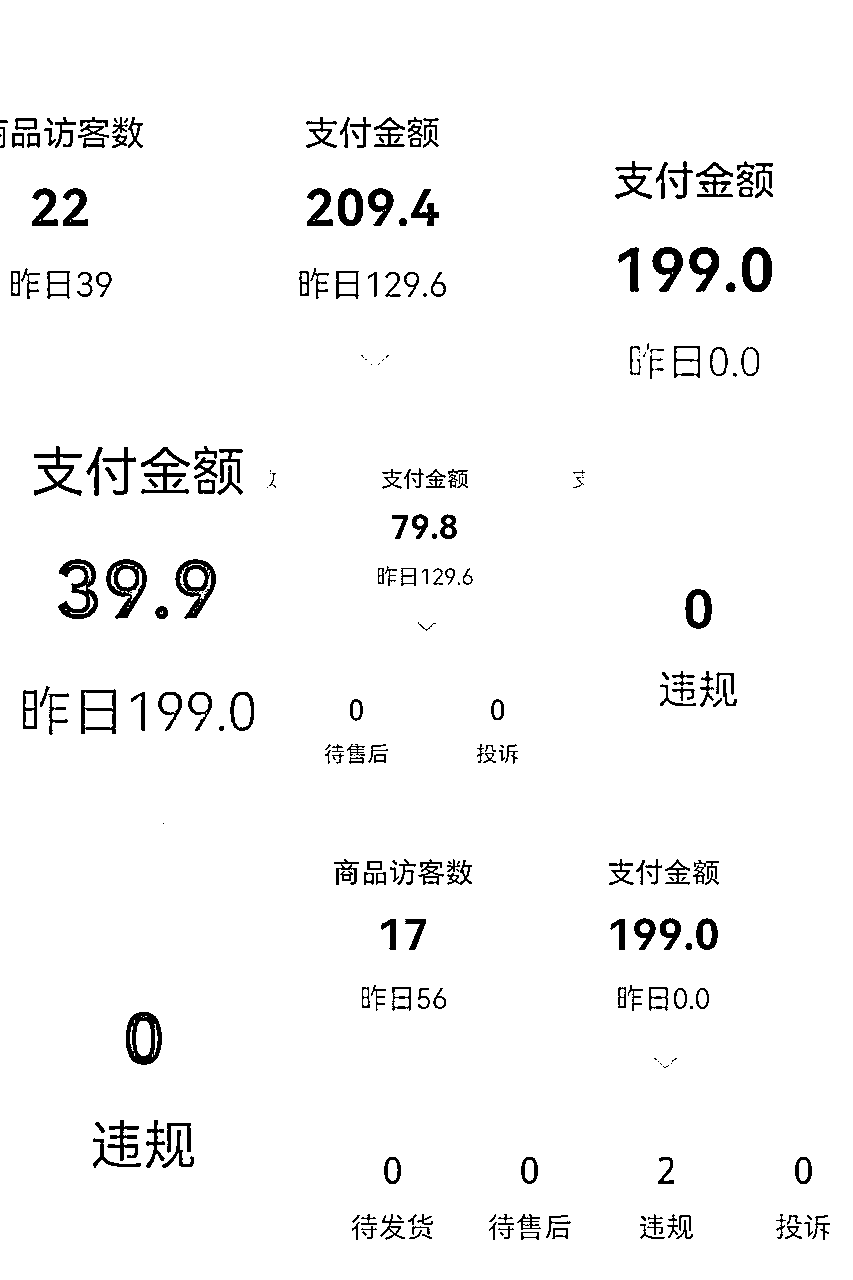 商品访客数 支付金额
22 209.4
昨日39 昨日129.6
支付金额
199.0
昨日0.0
支付金额
39.9
昨日199.0
支付金额
79.8
昨日129.6
0 0
待售后 投诉
0
违规
商品访客数 支付金额
17 199.0
昨日56 昨日0.0
0
违规
0 0 2 0
待发货 待售后 违规 投诉